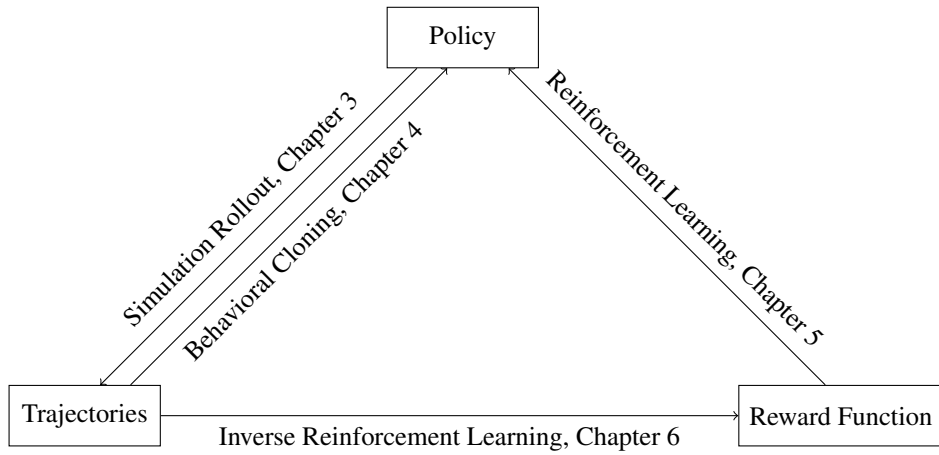 Policy
Simulation Rollout, Chapter 3
Behavioral Cloning, Chapter 4
Reinforcement Learning, Chapter 5
Trajectories
Reward Function
Inverse Reinforcement Learning, Chapter 6